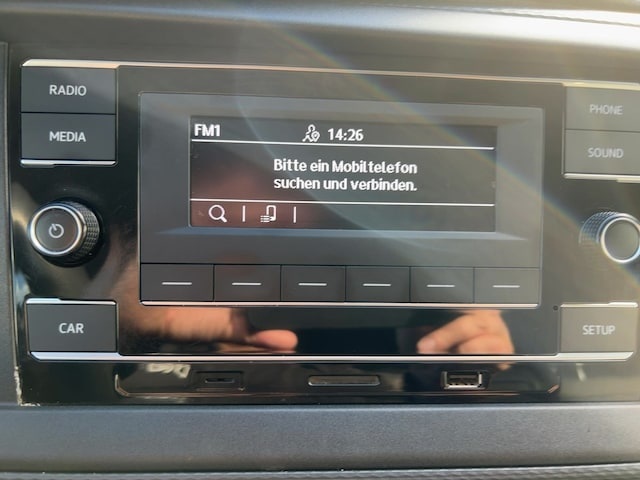 RADIO
MEDIA
CAR
FM1 14:26
Bitte ein Mobiltelefon
suchen und verbinden.
PHONE
SOUND
SETUP